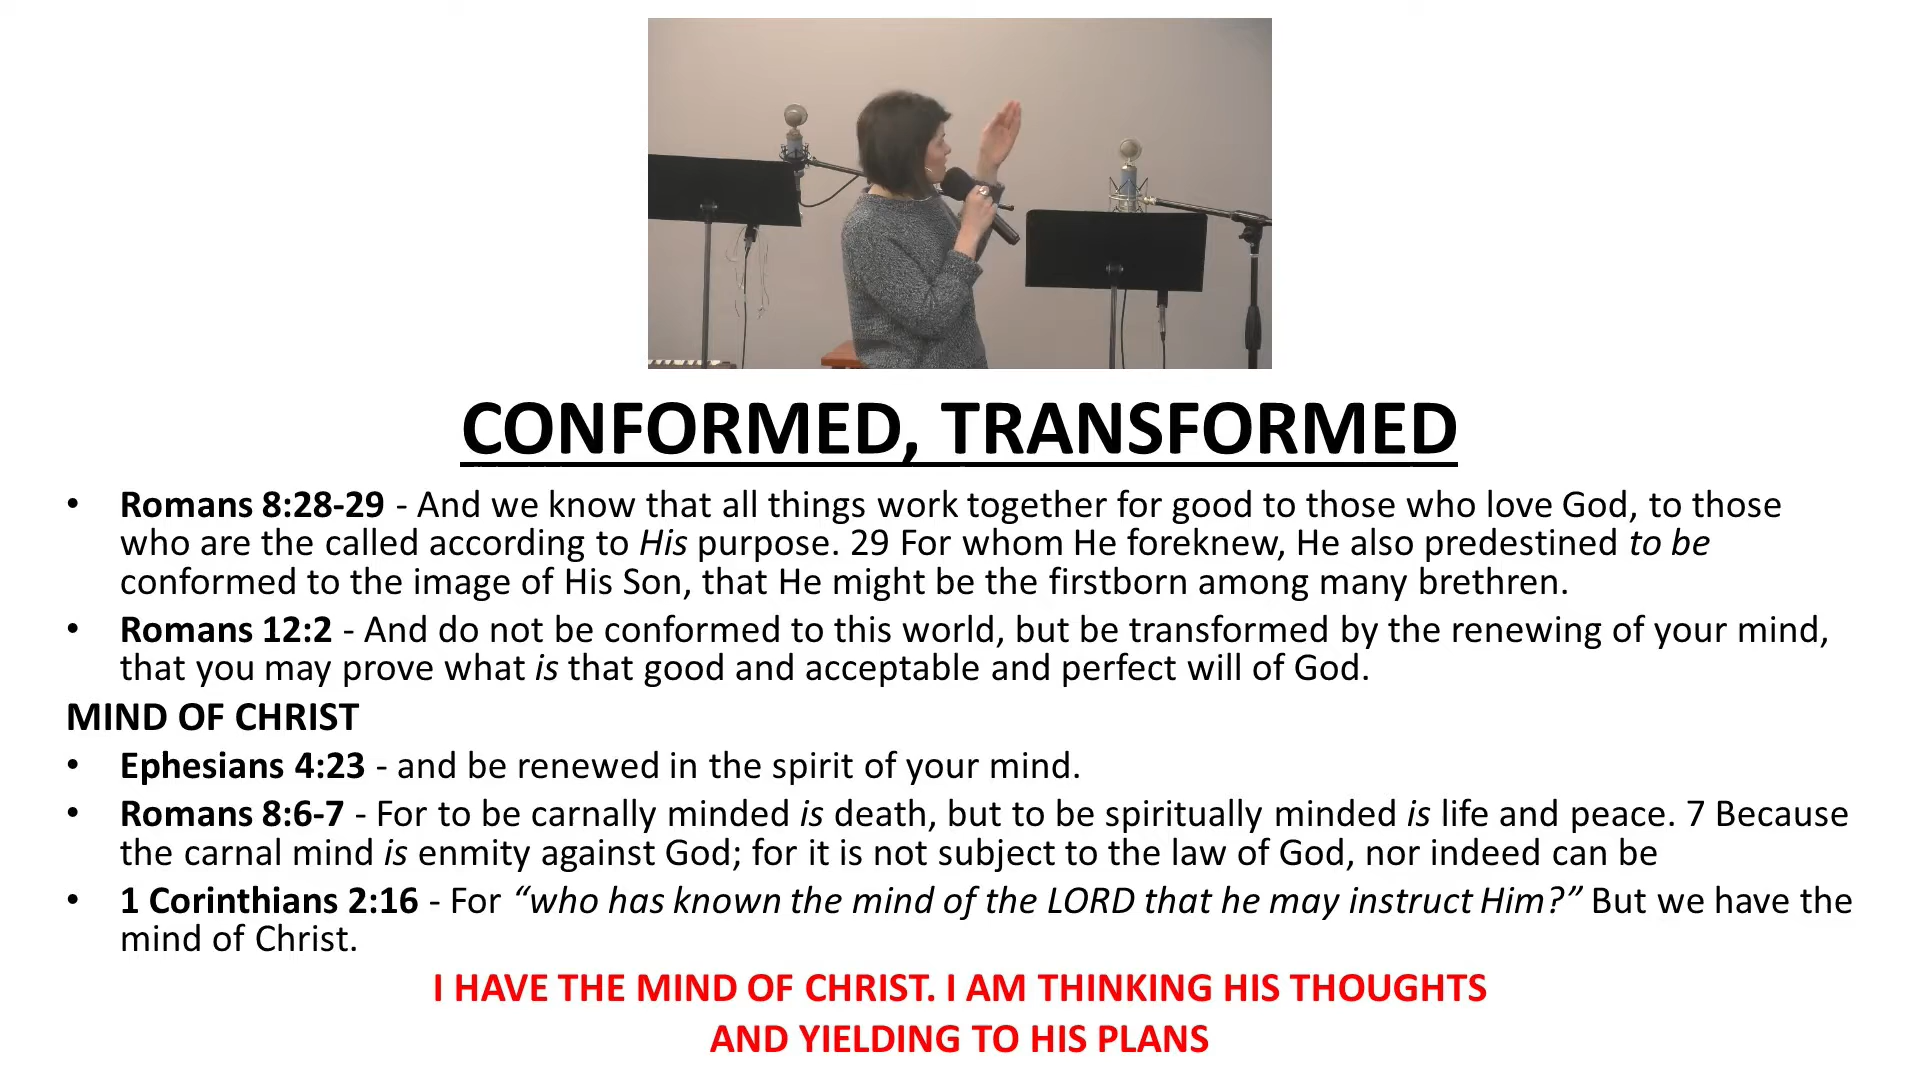 CONFORMED, TRANSFORMED
• Romans 8:28-29 - And we know that all things work together for good to those who love God, to those
who are the called according to His purpose. 29 For whom He foreknew, He also predestined to be
conformed to the image of His Son, that He might be the firstborn among many brethren.
• Romans 12:2 - And do not be conformed to this world, but be transformed by the renewing of your mind,
that you may prove what is that good and acceptable and perfect will of God.
MIND OF CHRIST
• Ephesians 4:23 - and be renewed in the spirit of your mind.
• Romans 8:6-7 - For to be carnally minded is death, but to be spiritually minded is life and peace. 7 Because
the carnal mind is enmity against God; for it is not subject to the law of God, nor indeed can be
• 1 Corinthians 2:16 - For “who has known the mind of the LORD that he may instruct Him?” But we have the
mind of Christ.
I HAVE THE MIND OF CHRIST. I AM THINKING HIS THOUGHTS
AND YIELDING TO HIS PLANS